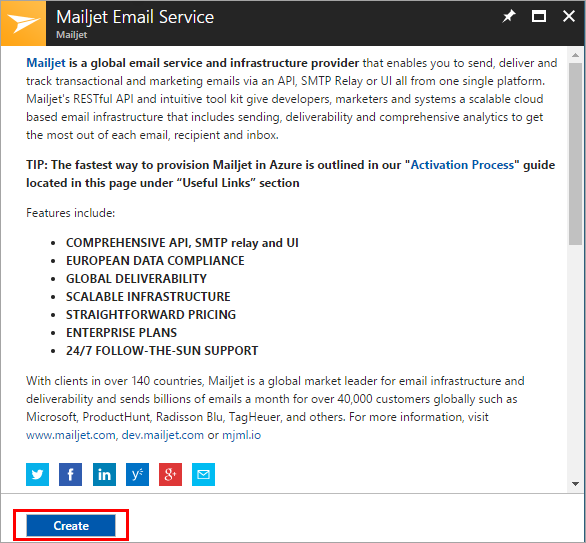 Mailjet Email Service
Mailjet
Mailjet is a global email service and infrastructure provider that enables you to send, deliver and
track transactional and marketing emails via an API, SMTP Relay or UI all from one single platform.
Mailjet's RESTful API and intuitive tool kit give developers, marketers and systems a scalable cloud
based email infrastructure that includes sending, deliverability and comprehensive analytics to get
the most out of each email, recipient and inbox.
TIP: The fastest way to provision Mailjet in Azure is outlined in our "Activation Process" guide
located in this page under “Useful Links” section
Features include:
• COMPREHENSIVE API, SMTP relay and UI
• EUROPEAN DATA COMPLIANCE
• GLOBAL DELIVERABILITY
• SCALABLE INFRASTRUCTURE
• STRAIGHTFORWARD PRICING
• ENTERPRISE PLANS
• 24/7 FOLLOW-THE-SUN SUPPORT
With clients in over 140 countries, Mailjet is a global market leader for email infrastructure and
deliverability and sends billions of emails a month for over 40,000 customers globally such as
Microsoft, ProductHunt, Radisson Blu, TagHeuer, and others. For more information, visit
www.mailjet.com, dev.mailjet.com or mjml.io
Create